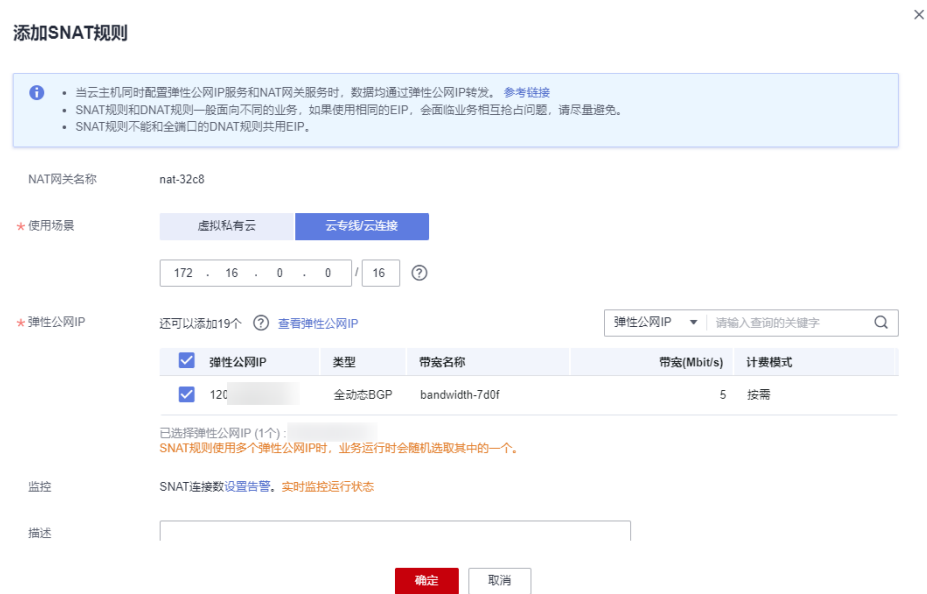 添加SNAT规则
当云主机同时配置弹性公网IP服务和NAT网关服务时，数据均通过弹性公网IP转发。 参考链接
SNAT规则和DNAT规则一般面向不同的业务，如果使用相同的EIP，会面临业务相互抢占问题，请尽量避免。
SNAT规则不能和全端口的DNAT规则共用EIP。
NAT网关名称 nat-32c8
* 使用场景 虚拟私有云 云专线/云连接
172 . 16 . 0 . 0 / 16 ?
* 弹性公网IP 还可以添加19个 ? 查看弹性公网IP 弹性公网IP 请输入查询的关键字
弹性公网IP 类型 带宽名称 带宽(Mbit/s) 计费模式
120 全动态BGP bandwidth-7d0f 5 按需
已选择弹性公网IP (1个) :
SNAT规则使用多个弹性公网IP时，业务运行时会随机选取其中的一个。
监控 SNAT连接数设置告警。实时监控运行状态
描述
确定 取消